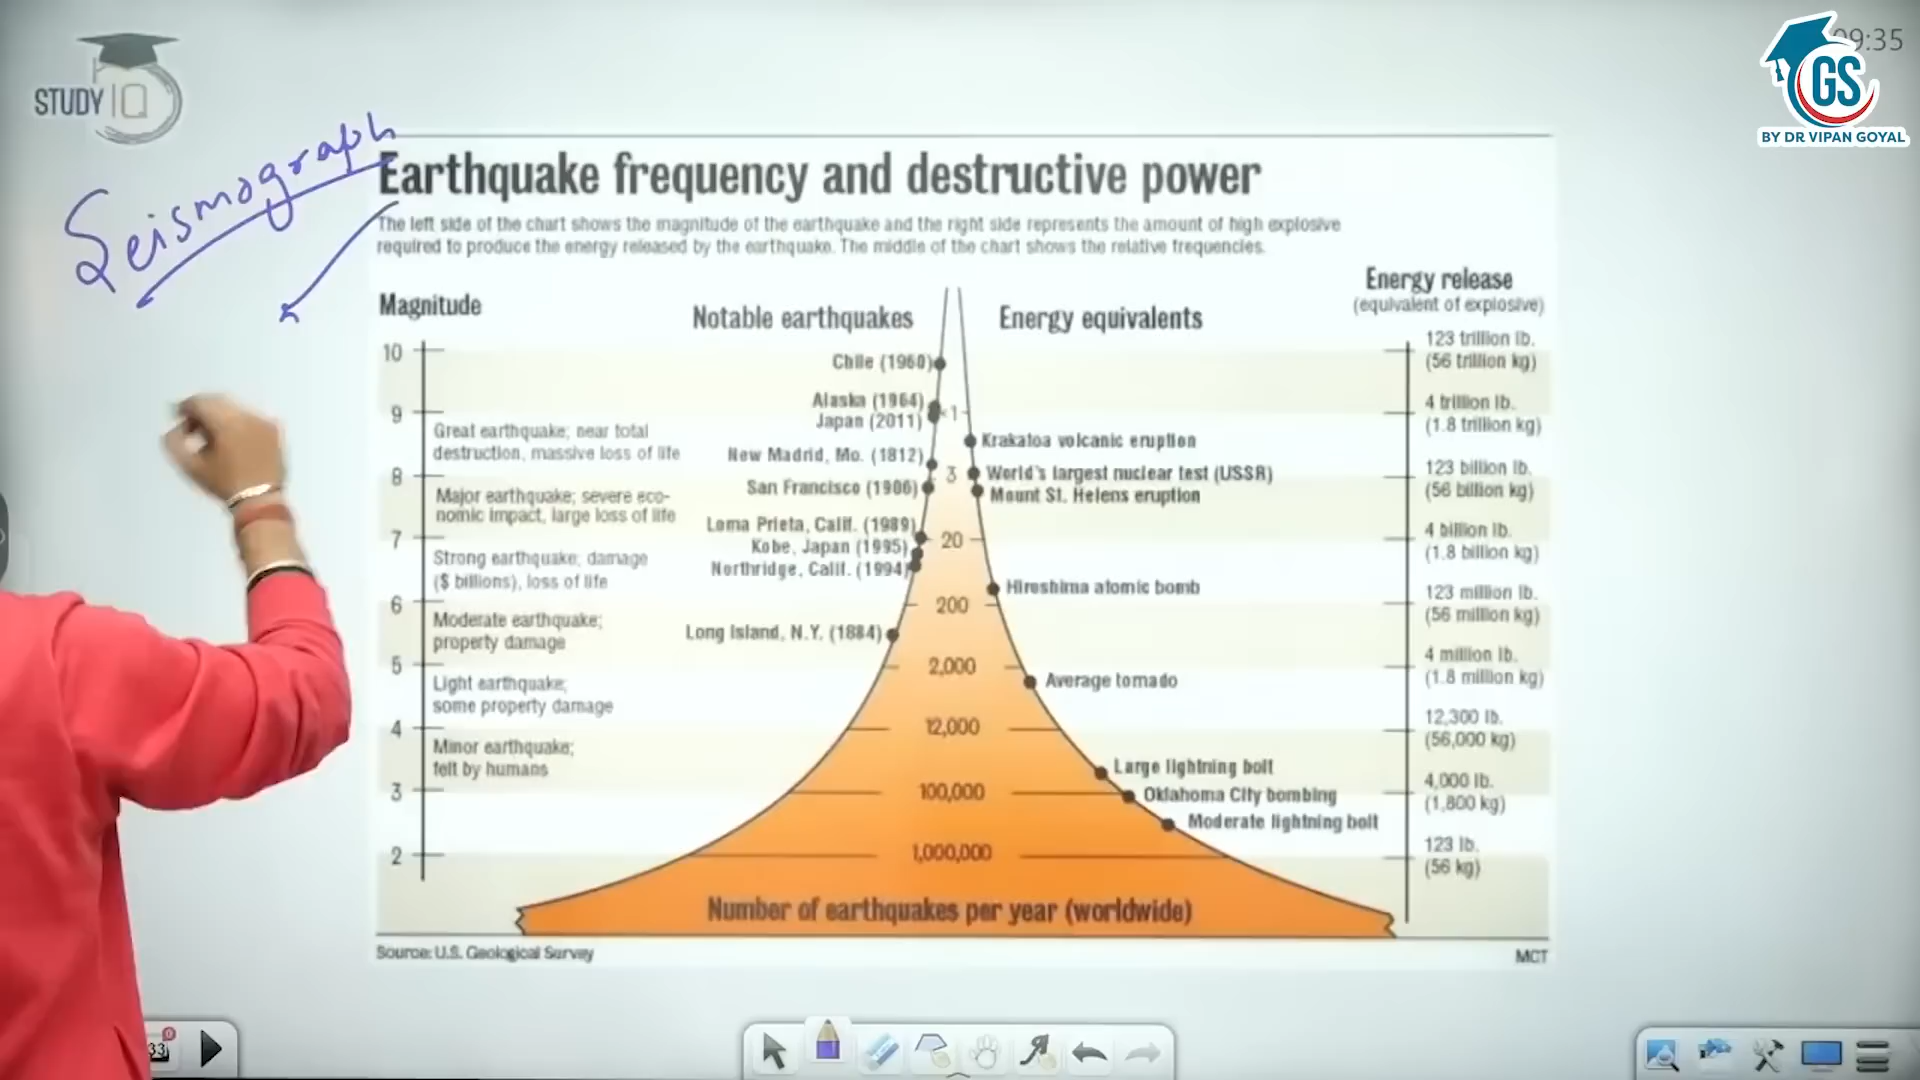 STUDY IQ
09:35
GS
BY DR VIPAN GOYAL
Seismograph
Earthquake frequency and destructive power
The left side of the chart shows the magnitude of the earthquake and the right side represents the amount of high explosive
required to produce the energy released by the earthquake. The middle of the chart shows the relative frequencies.
Magnitude
Notable earthquakes
Energy equivalents
Energy release
(equivalent of explosive)
10
Chile (1960)
123 trillion lb.
(56 trillion kg)
9
Alaska (1964)
Japan (2011)
<1
4 trillion lb.
(1.8 trillion kg)
Great earthquake; near total
destruction, massive loss of life
New Madrid, Mo. (1812)
Krakatoa volcanic eruption
8
San Francisco (1906)
3
World's largest nuclear test (USSR)
Mount St. Helens eruption
123 billion lb.
(56 billion kg)
Major earthquake; severe eco-
nomic impact, large loss of life
Loma Prieta, Calif. (1989)
7
Kobe, Japan (1995)
20
4 billion lb.
(1.8 billion kg)
Strong earthquake; damage
($ billions), loss of life
Northridge, Calif. (1994)
Hiroshima atomic bomb
6
200
123 million lb.
(56 million kg)
Moderate earthquake;
property damage
Long Island, N.Y. (1884)
5
2,000
4 million lb.
(1.8 million kg)
Light earthquake;
some property damage
Average tornado
4
12,000
12,300 lb.
(56,000 kg)
Minor earthquake;
felt by humans
Large lightning bolt
3
100,000
Oklahoma City bombing
4,000 lb.
(1,800 kg)
Moderate lightning bolt
2
1,000,000
123 lb.
(56 kg)
Number of earthquakes per year (worldwide)
Source: U.S. Geological Survey
MCT
33
0